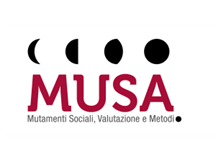 MUSA
Mutamenti Sociali, Valutazione e Metodi